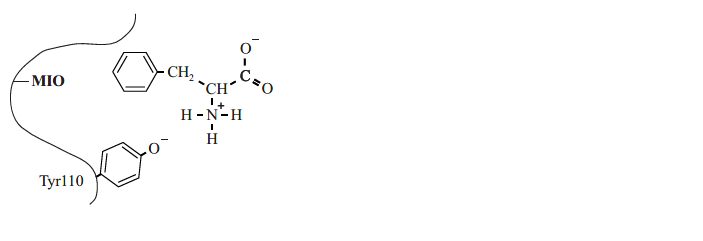 O⁻
CH₂
C
MIO
CH
O
+
H-N-H
O⁻
H
Tyr110